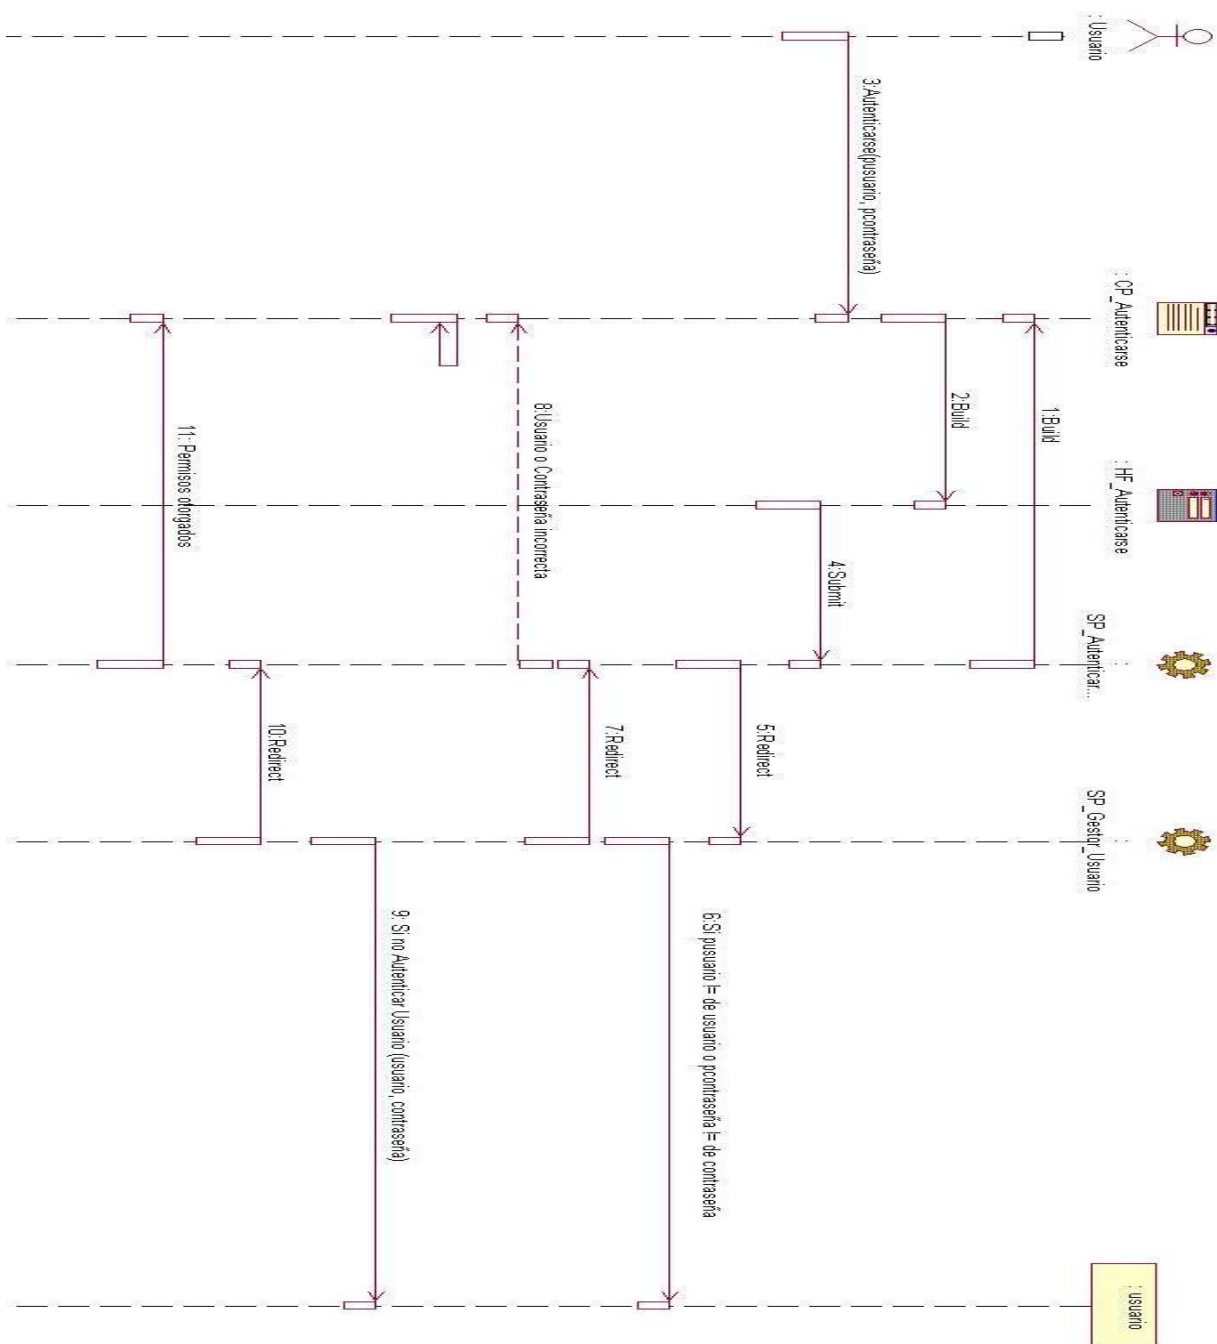 : Usuario
: CP_Autenticarse
: HF_Autenticarse
:
SP_Autenticar...
:
SP_Gestor_Usuario
: usuario
1:Build
2:Build
3:Autenticarse(pusuario, pcontraseña)
4:Submit
5:Redirect
6:Si pusuario != de usuario o pcontraseña != de contraseña
7:Redirect
8:Usuario o Contraseña incorrecta
9: Si no Autenticar Usuario (usuario, contraseña)
10:Redirect
11: Permisos otorgados